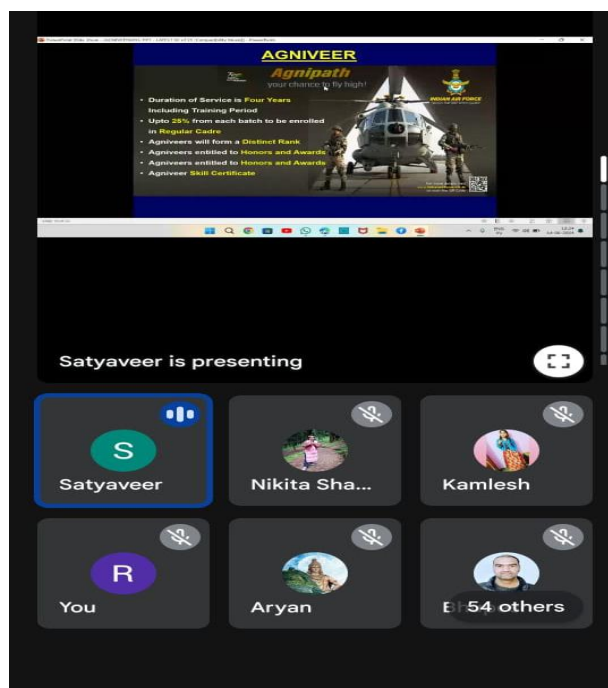 AGNIVEER
Agnipath
your chance to fly high!
INDIAN AIR FORCE
• Duration of Service is Four Years
Including Training Period
• Upto 25% from each batch to be enrolled
in Regular Cadre
• Agniveers will form a Distinct Rank
• Agniveers entitled to Honors and Awards
• Agniveers entitled to Honors and Awards
• Agniveer Skill Certificate
Satyaveer is presenting
S
Satyaveer
Nikita Sha...
Kamlesh
R
You
Aryan
54 others